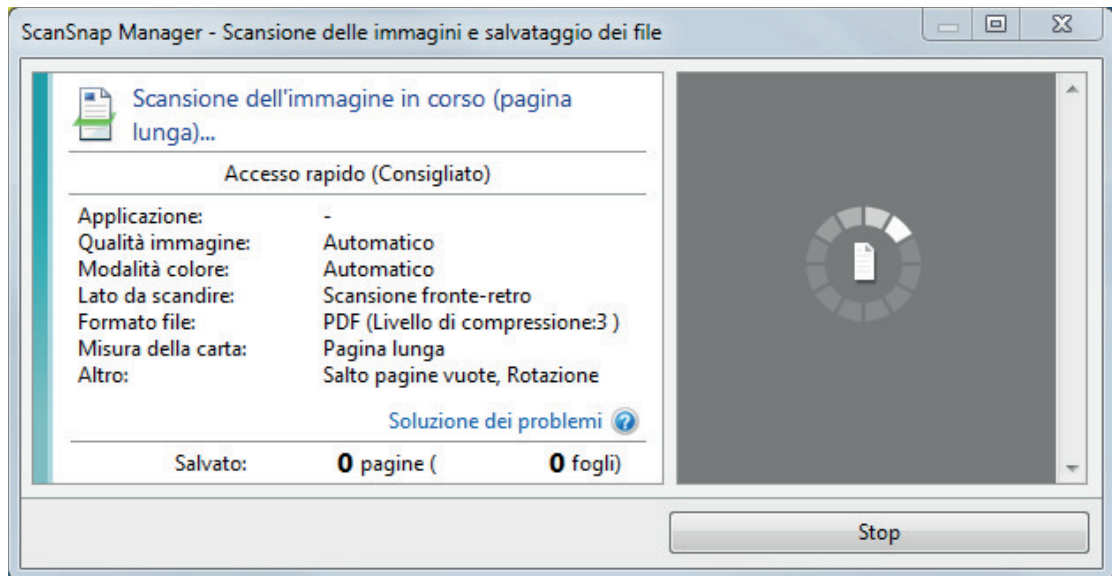 ScanSnap Manager - Scansione delle immagini e salvataggio dei file
Scansione dell'immagine in corso (pagina
lunga)...
Accesso rapido (Consigliato)
Applicazione: -
Qualità immagine: Automatico
Modalità colore: Automatico
Lato da scandire: Scansione fronte-retro
Formato file: PDF (Livello di compressione:3 )
Misura della carta: Pagina lunga
Altro: Salto pagine vuote, Rotazione
Soluzione dei problemi
Salvato: 0 pagine ( 0 fogli)
Stop